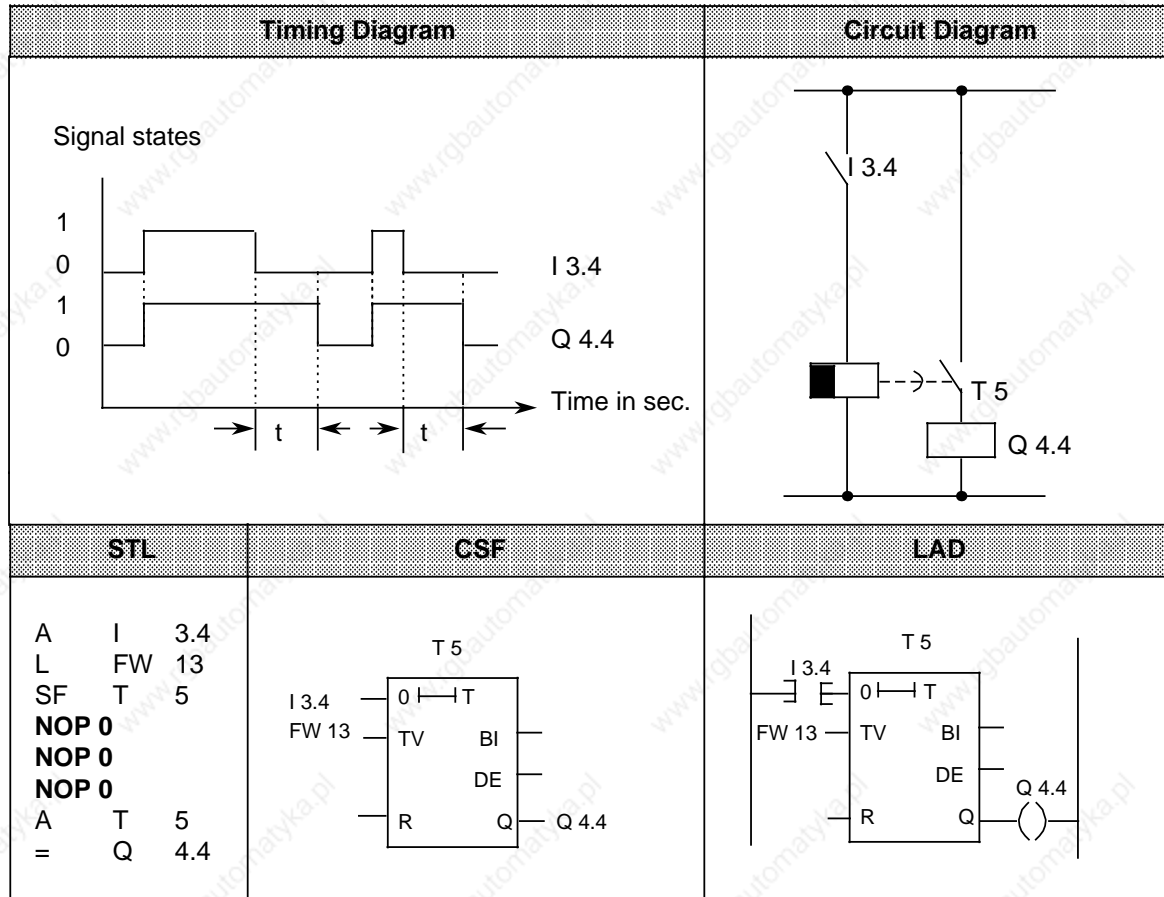 Timing Diagram
Circuit Diagram
Signal states
1
0
1
0
I 3.4
Q 4.4
Time in sec.
t
t
I 3.4
T 5
Q 4.4
STL
CSF
LAD
A I 3.4
L FW 13
SF T 5
NOP 0
NOP 0
NOP 0
A T 5
= Q 4.4
T 5
I 3.4
0 T
FW 13
TV BI
DE
R Q Q 4.4
T 5
I 3.4
0 T
FW 13 TV BI
DE
Q 4.4
R Q
www.rgbautomatyka.pl